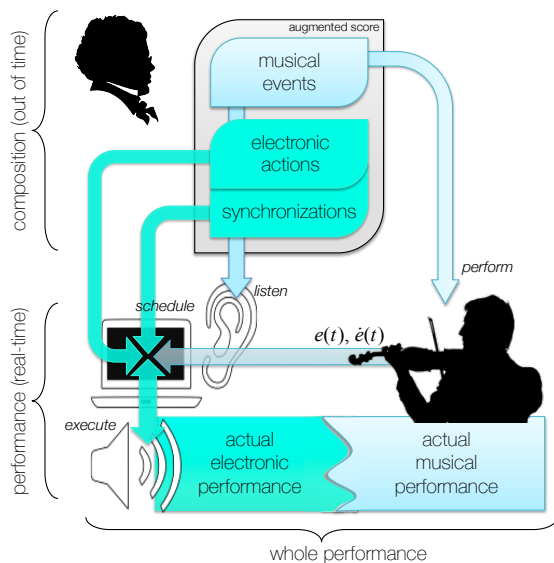 augmented score
musical
events
electronic
actions
synchronizations
composition (out of time)
perform
listen
schedule
e(t), ė(t)
performance (real-time)
execute
actual
electronic
performance
actual
musical
performance
whole performance